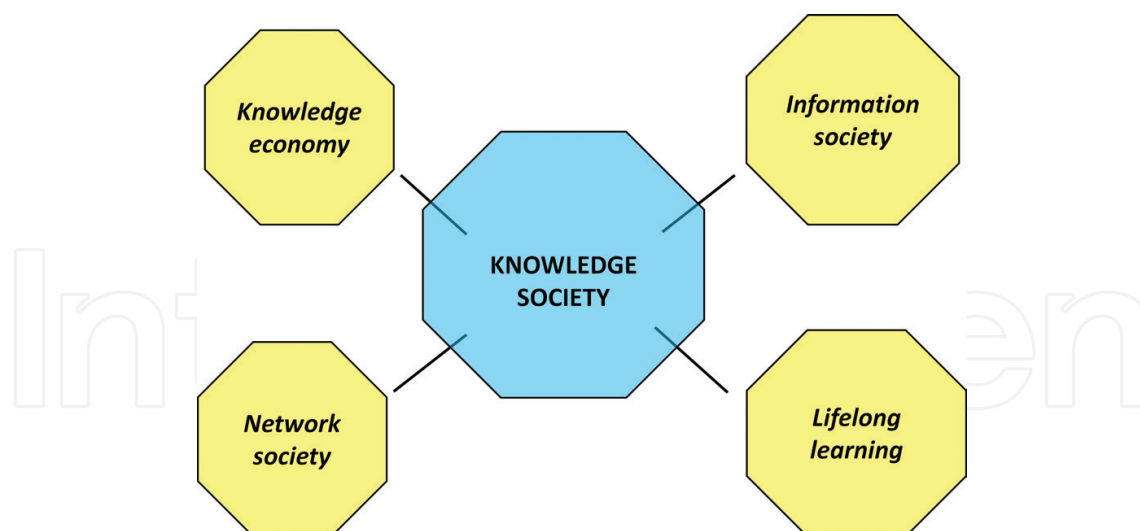 Knowledge
economy
Information
society
KNOWLEDGE
SOCIETY
Network
society
Lifelong
learning